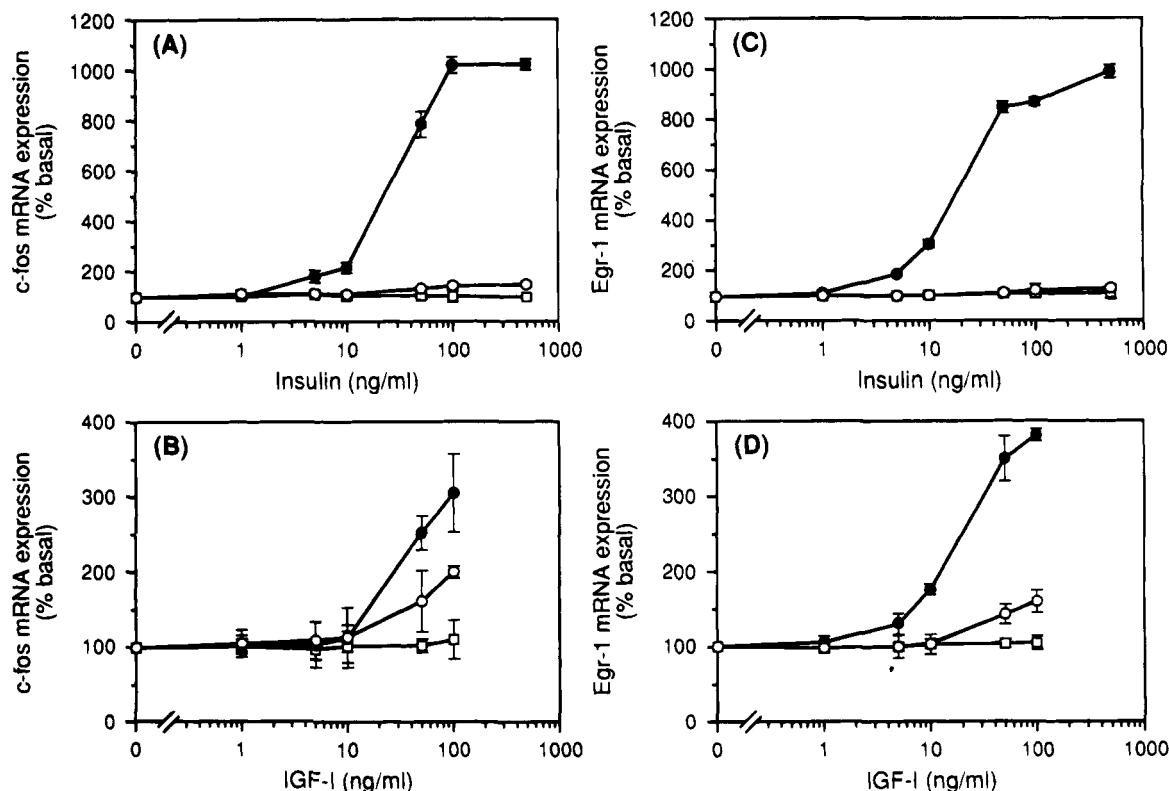 (A)
c-fos mRNA expression
(% basal)
1200
1000
800
600
400
200
0
0 1 10 100 1000
Insulin (ng/ml)
(C)
Egr-1 mRNA expression
(% basal)
1200
1000
800
600
400
200
0
0 1 10 100 1000
Insulin (ng/ml)
(B)
c-fos mRNA expression
(% basal)
400
300
200
100
0
0 1 10 100 1000
IGF-I (ng/ml)
(D)
Egr-1 mRNA expression
(% basal)
400
300
200
100
0
0 1 10 100 1000
IGF-I (ng/ml)